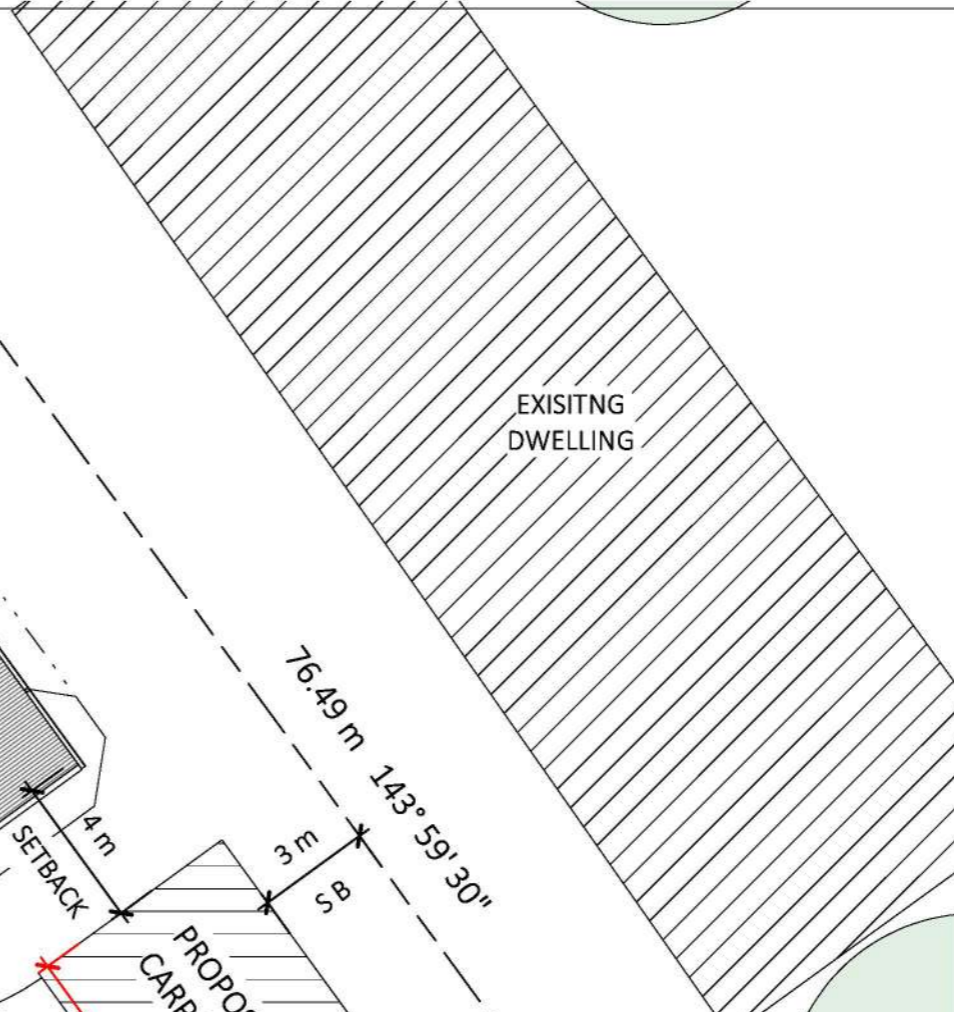 EXISITNG
DWELLING
76.49 m 143° 59' 30"
4 m
SETBACK
3 m
SB